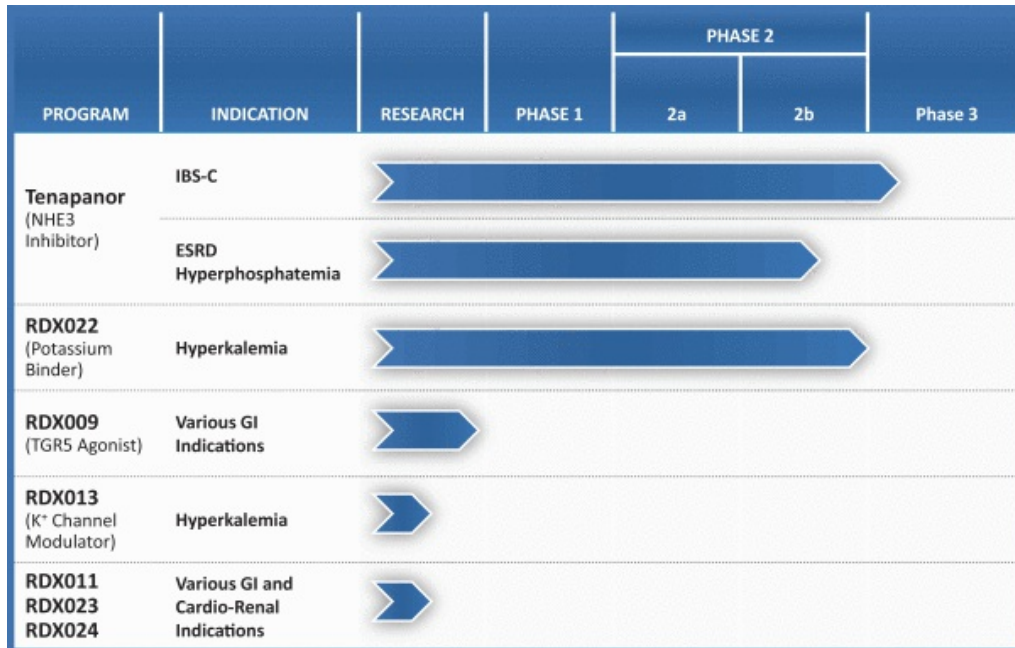 PHASE 2
PROGRAM INDICATION RESEARCH PHASE 1 2a 2b Phase 3
Tenapanor
(NHE3
Inhibitor)
IBS-C
ESRD
Hyperphosphatemia
RDX022
(Potassium
Binder)
Hyperkalemia
RDX009
(TGR5 Agonist)
Various GI
Indications
RDX013
(K⁺ Channel
Modulator)
Hyperkalemia
RDX011
RDX023
RDX024
Various GI and
Cardio-Renal
Indications